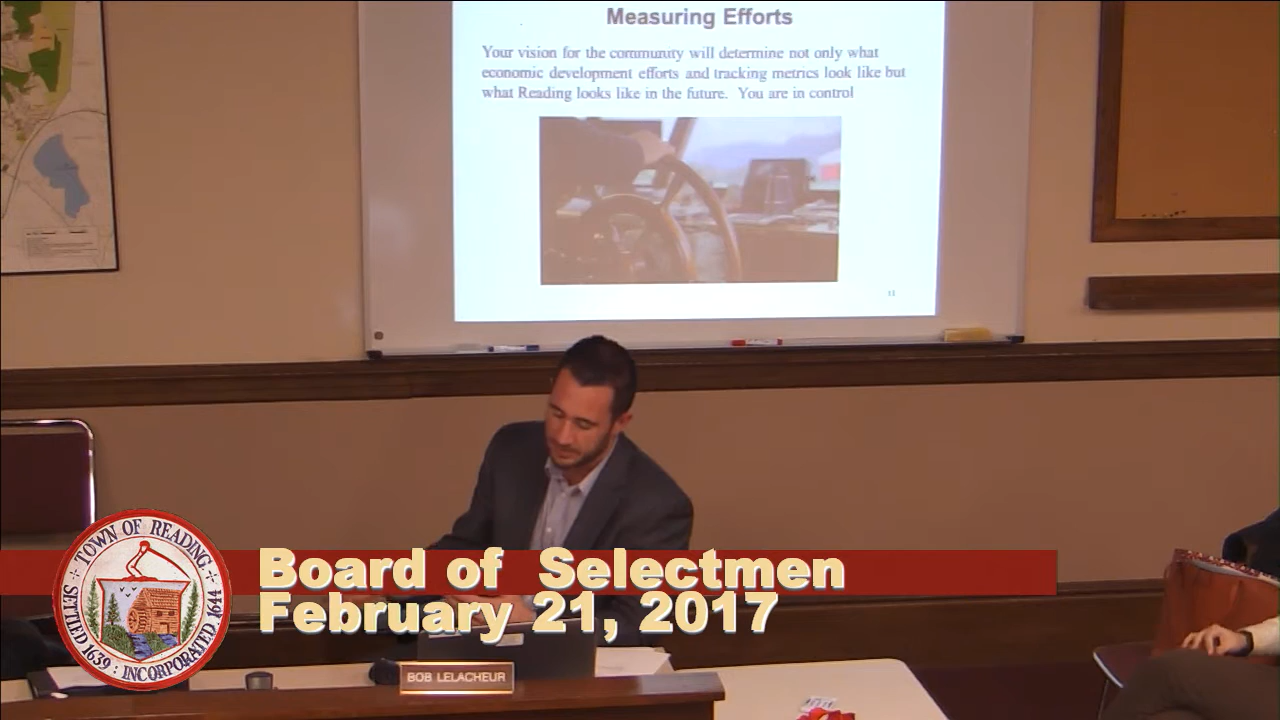 Measuring Efforts
Your vision for the community will determine not only what
economic development efforts and tracking metrics look like but
what Reading looks like in the future. You are in control
11
TOWN OF READING
SETTLED 1639 : INCORPORATED 1644
Board of Selectmen
February 21, 2017
BOB LELACHEUR